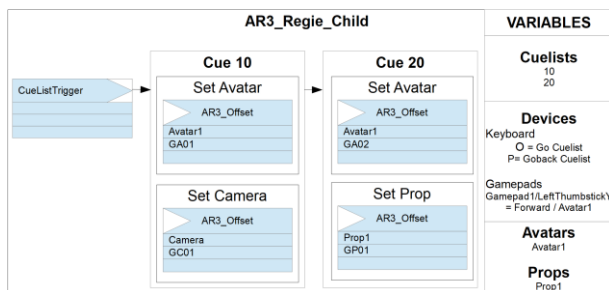 AR3_Regie_Child
CueListTrigger
Cue 10
Set Avatar
AR3_Offset
Avatar1
GA01
Set Camera
AR3_Offset
Camera
GC01
Cue 20
Set Avatar
AR3_Offset
Avatar1
GA02
Set Prop
AR3_Offset
Prop1
GP01
VARIABLES
Cuelists
10
20
Devices
Keyboard
O = Go Cuelist
P= Goback Cuelist
Gamepads
Gamepad1/LeftThumbstickY
= Forward / Avatar1
Avatars
Avatar1
Props
Prop1